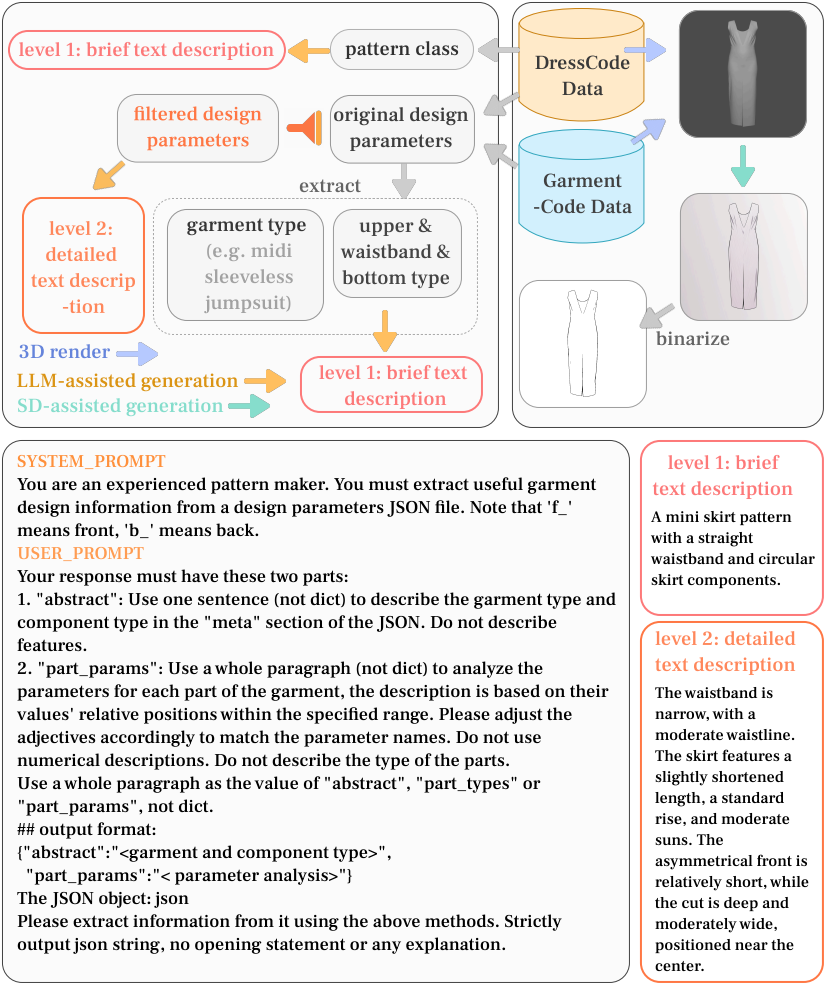 level 1: brief text description
pattern class
DressCode
Data
filtered design
parameters
original design
parameters
extract
Garment
-Code Data
level 2:
detailed
text descrip
-tion
garment type
(e.g. midi
sleeveless
jumpsuit)
upper &
waistband &
bottom type
binarize
3D render
LLM-assisted generation
SD-assisted generation
level 1: brief text
description
SYSTEM_PROMPT
You are an experienced pattern maker. You must extract useful garment
design information from a design parameters JSON file. Note that 'f_'
means front, 'b_' means back.
USER_PROMPT
Your response must have these two parts:
1. "abstract": Use one sentence (not dict) to describe the garment type and
component type in the "meta" section of the JSON. Do not describe
features.
2. "part_params": Use a whole paragraph (not dict) to analyze the
parameters for each part of the garment, the description is based on their
values' relative positions within the specified range. Please adjust the
adjectives accordingly to match the parameter names. Do not use
numerical descriptions. Do not describe the type of the parts.
Use a whole paragraph as the value of "abstract", "part_types" or
"part_params", not dict.
## output format:
{"abstract":"<garment and component type>",
"part_params":"< parameter analysis>"}
The JSON object: json
Please extract information from it using the above methods. Strictly
output json string, no opening statement or any explanation.
level 1: brief
text description
A mini skirt pattern
with a straight
waistband and circular
skirt components.
level 2: detailed
text description
The waistband is
narrow, with a
moderate waistline.
The skirt features a
slightly shortened
length, a standard
rise, and moderate
suns. The
asymmetrical front is
relatively short, while
the cut is deep and
moderately wide,
positioned near the
center.